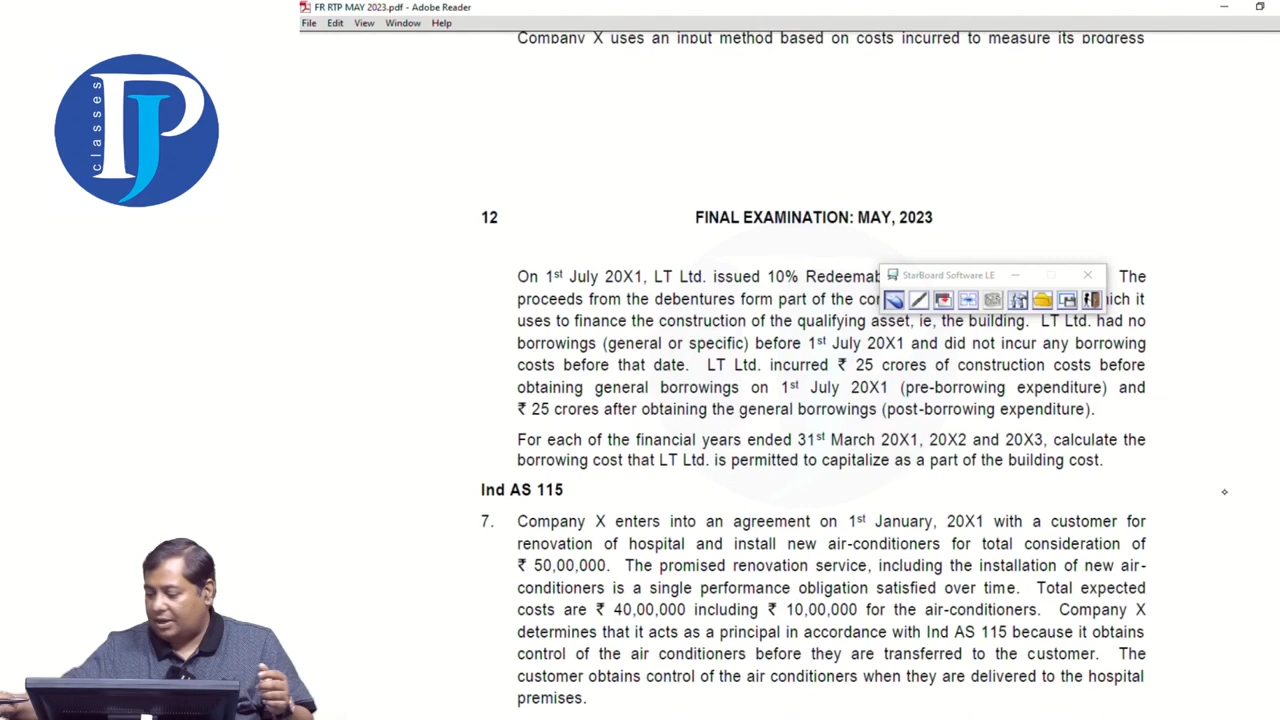 FR RTP MAY 2023.pdf - Adobe Reader
File Edit View Window Help
classes
PJ
Company X uses an input method based on costs incurred to measure its progress
12 FINAL EXAMINATION: MAY, 2023
On 1st July 20X1, LT Ltd. issued 10% Redeemab The
StarBoard Software LE
proceeds from the debentures form part of the it
uses to finance the construction of the qualifying asset, ie, the building. LT Ltd. had no
borrowings (general or specific) before 1st July 20X1 and did not incur any borrowing
costs before that date. LT Ltd. incurred ₹ 25 crores of construction costs before
obtaining general borrowings on 1st July 20X1 (pre-borrowing expenditure) and
₹ 25 crores after obtaining the general borrowings (post-borrowing expenditure).
For each of the financial years ended 31st March 20X1, 20X2 and 20X3, calculate the
borrowing cost that LT Ltd. is permitted to capitalize as a part of the building cost.
Ind AS 115
7. Company X enters into an agreement on 1st January, 20X1 with a customer for
renovation of hospital and install new air-conditioners for total consideration of
₹ 50,00,000. The promised renovation service, including the installation of new air-
conditioners is a single performance obligation satisfied over time. Total expected
costs are ₹ 40,00,000 including ₹ 10,00,000 for the air-conditioners. Company X
determines that it acts as a principal in accordance with Ind AS 115 because it obtains
control of the air conditioners before they are transferred to the customer. The
customer obtains control of the air conditioners when they are delivered to the hospital
premises.